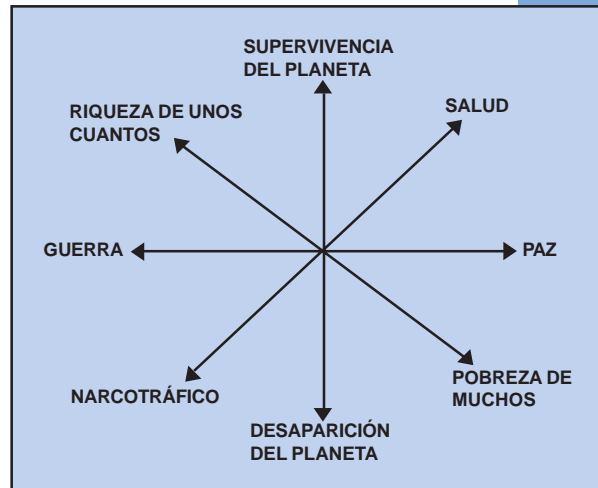 SUPERVIVENCIA
DEL PLANETA
RIQUEZA DE UNOS
CUANTOS
SALUD
GUERRA
PAZ
NARCOTRÁFICO
POBREZA DE
MUCHOS
DESAPARICIÓN
DEL PLANETA